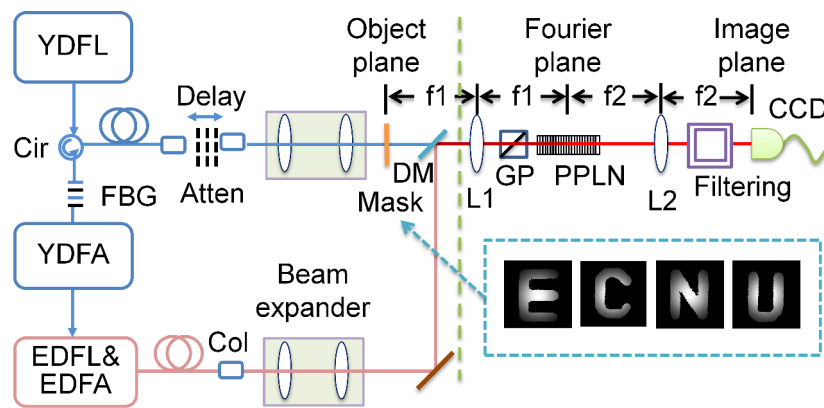 YDFL
Cir
FBG
YDFA
EDFL&
EDFA
Delay
Atten
Col
Beam
expander
Object
plane
Fourier
plane
Image
plane
f1
f1
f2
f2
CCD
DM
Mask
L1
GP
PPLN
L2
Filtering
E C N U